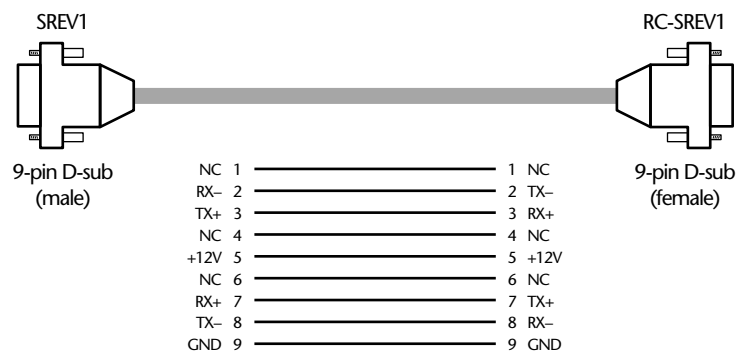 SREV1 RC-SREV1
9-pin D-sub 9-pin D-sub
(male) (female)
NC 1 1 NC
RX– 2 2 TX–
TX+ 3 3 RX+
NC 4 4 NC
+12V 5 5 +12V
NC 6 6 NC
RX+ 7 7 TX+
TX– 8 8 RX–
GND 9 9 GND